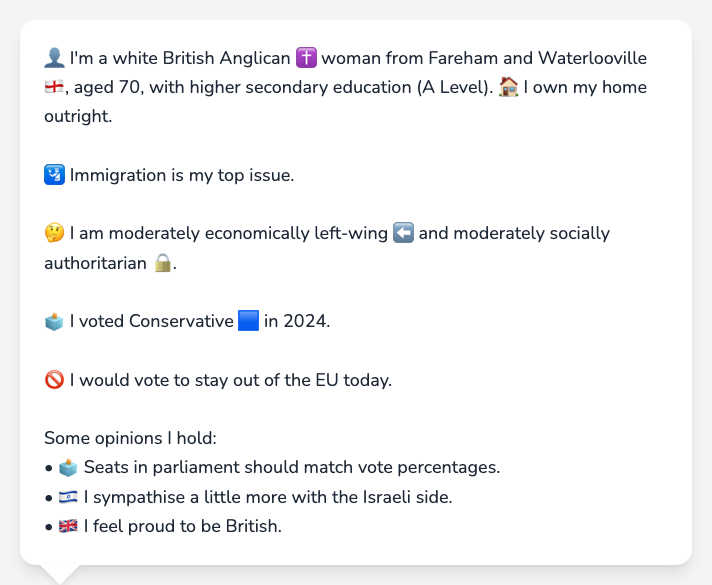 👤 I'm a white British Anglican ✝️ woman from Fareham and Waterlooville
🏴󠁧󠁢󠁥󠁮󠁧󠁿, aged 70, with higher secondary education (A Level). 🏠 I own my home
outright.
🛂 Immigration is my top issue.
🤔 I am moderately economically left-wing ⬅️ and moderately socially
authoritarian 🔒.
🗳️ I voted Conservative 🟦 in 2024.
🚫 I would vote to stay out of the EU today.
Some opinions I hold:
• 🗳️ Seats in parliament should match vote percentages.
• 🇮🇱 I sympathise a little more with the Israeli side.
• 🇬🇧 I feel proud to be British.